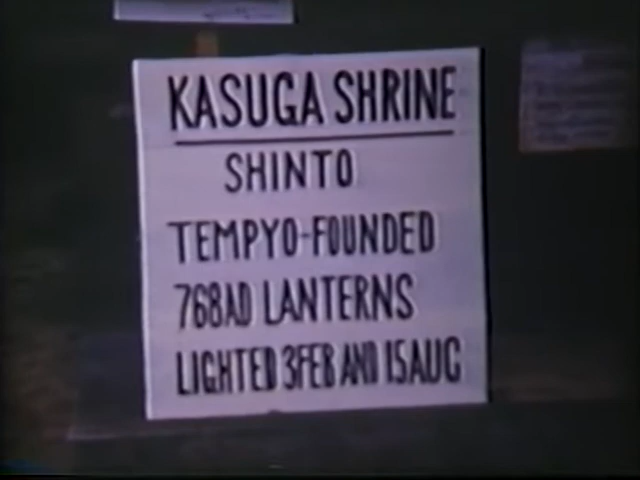 KASUGA SHRINE
SHINTO
TEMPYO-FOUNDED
768AD LANTERNS
LIGHTED 3FEB AND 15AUG